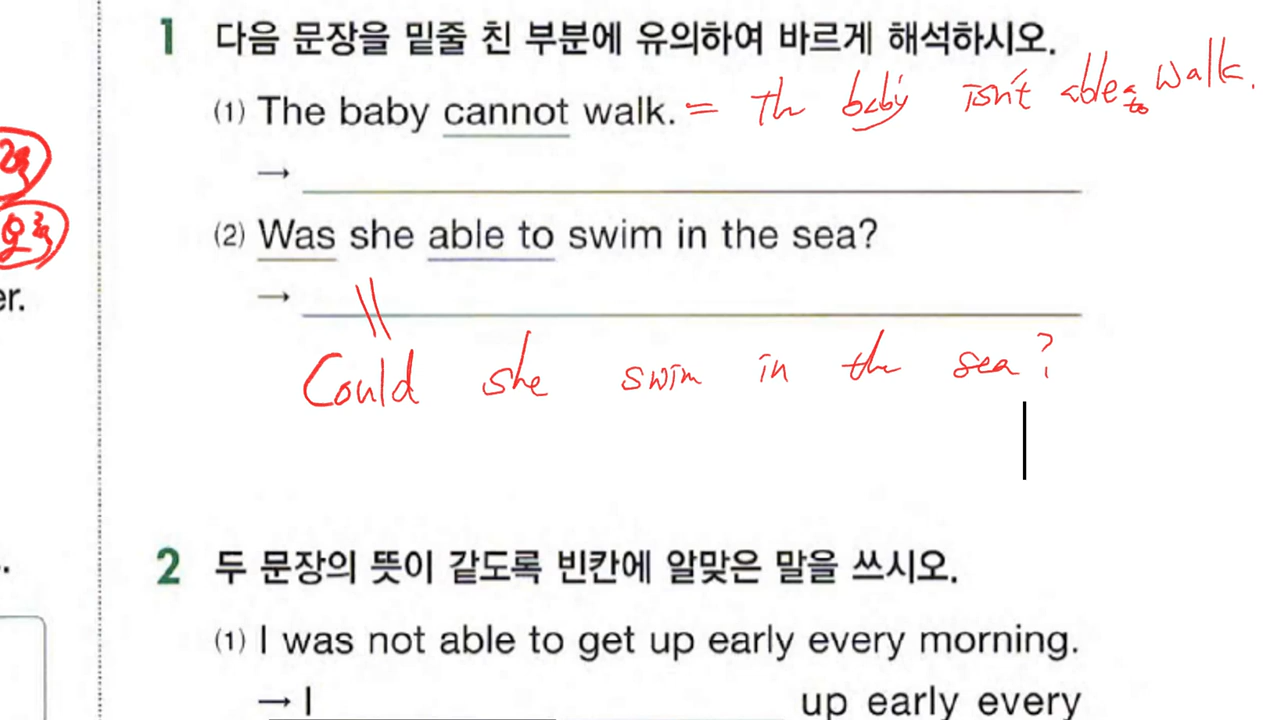 1 다음 문장을 밑줄 친 부분에 유의하여 바르게 해석하시오.
(1) The baby cannot walk. = th baby isn't able to walk.
→
(2) Was she able to swim in the sea?
er.
→
Could she swim in the sea?
2 두 문장의 뜻이 같도록 빈칸에 알맞은 말을 쓰시오.
(1) I was not able to get up early every morning.
→ I up early every